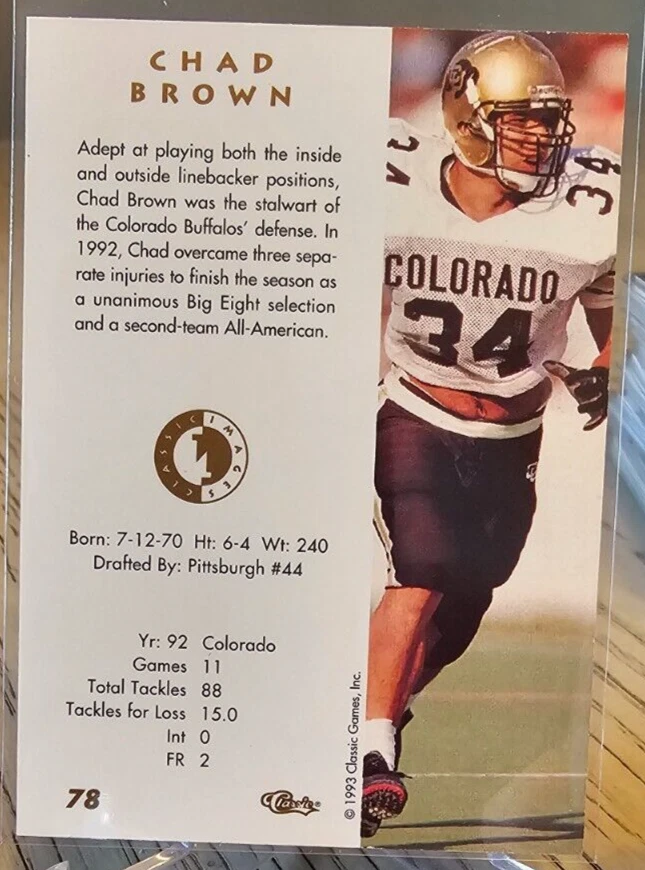 CHAD
BROWN
Adept at playing both the inside
and outside linebacker positions,
Chad Brown was the stalwart of
the Colorado Buffalos' defense. In
1992, Chad overcame three sepa-
rate injuries to finish the season as
a unanimous Big Eight selection
and a second-team All-American.
CLASSIC IMAGES
Born: 7-12-70 Ht: 6-4 Wt: 240
Drafted By: Pittsburgh #44
Yr: 92 Colorado
Games 11
Total Tackles 88
Tackles for Loss 15.0
Int 0
FR 2
78
Classic®
© 1993 Classic Games, Inc.
CU
34
COLORADO
34